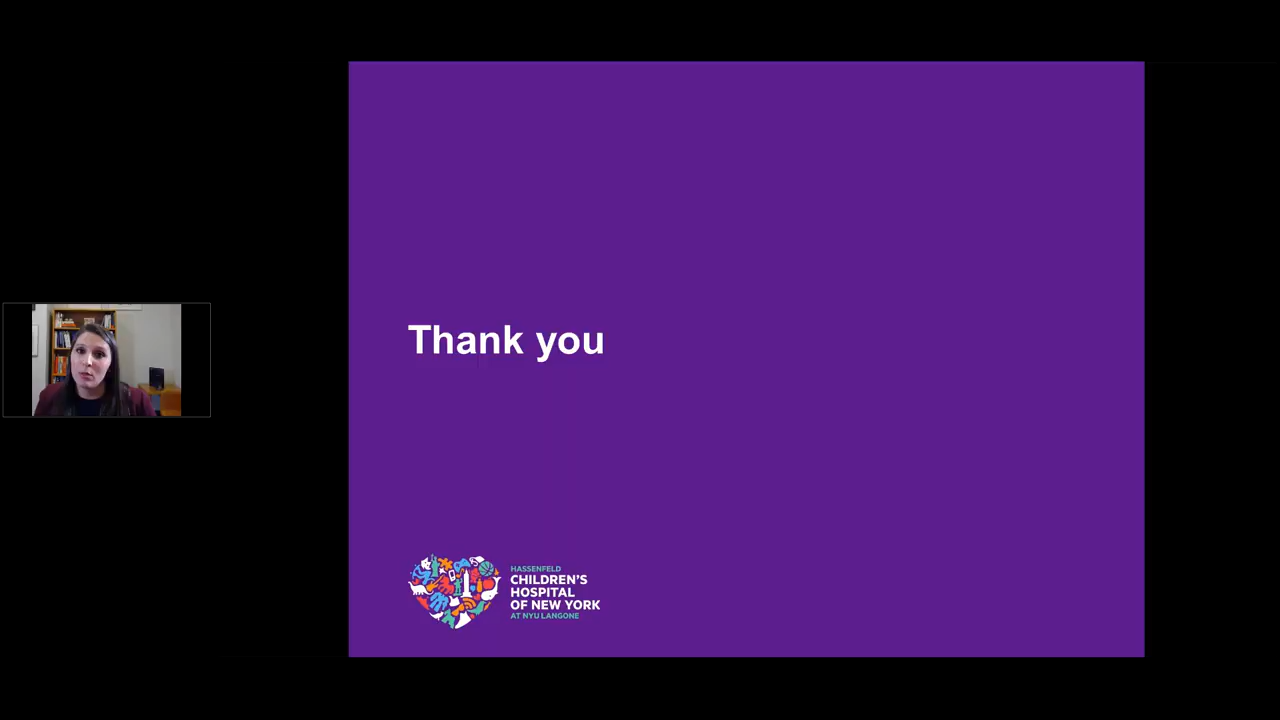 Thank you
HASSENFELD
CHILDREN'S
HOSPITAL
OF NEW YORK
AT NYU LANGONE